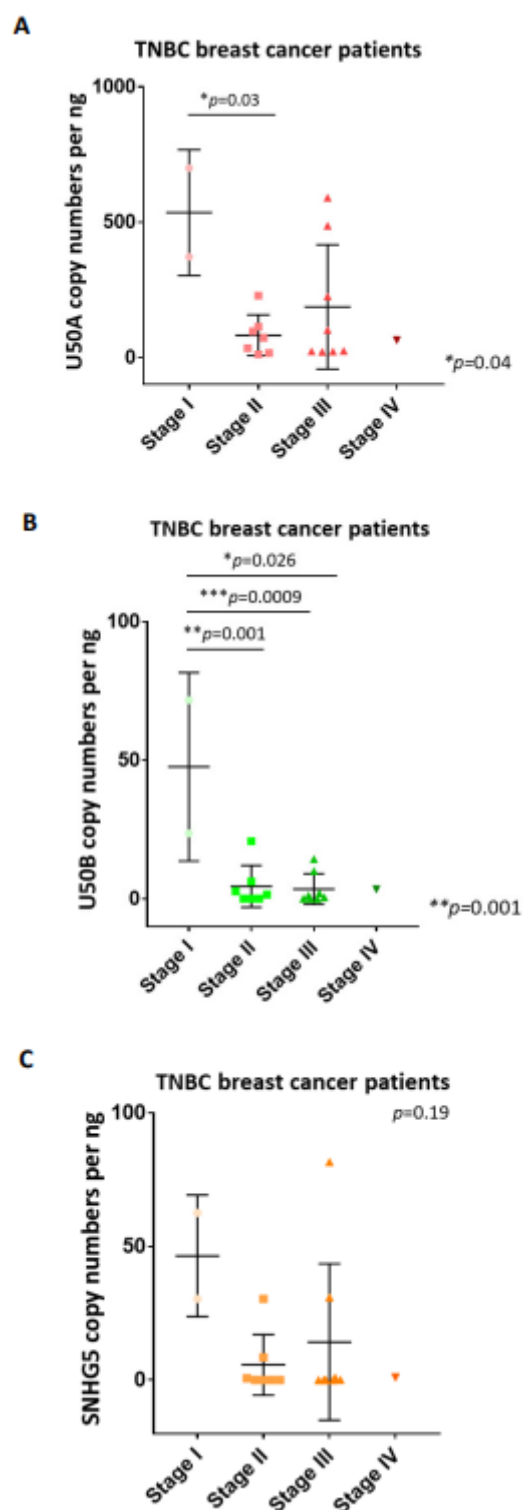 A
TNBC breast cancer patients
*p=0.03
1000
500
0
U50A copy numbers per ng
*p=0.04
Stage I
Stage II
Stage III
Stage IV
B
TNBC breast cancer patients
*p=0.026
***p=0.0009
**p=0.001
100
50
0
U50B copy numbers per ng
**p=0.001
Stage I
Stage II
Stage III
Stage IV
C
TNBC breast cancer patients
p=0.19
100
50
0
SNHG5 copy numbers per ng
Stage I
Stage II
Stage III
Stage IV